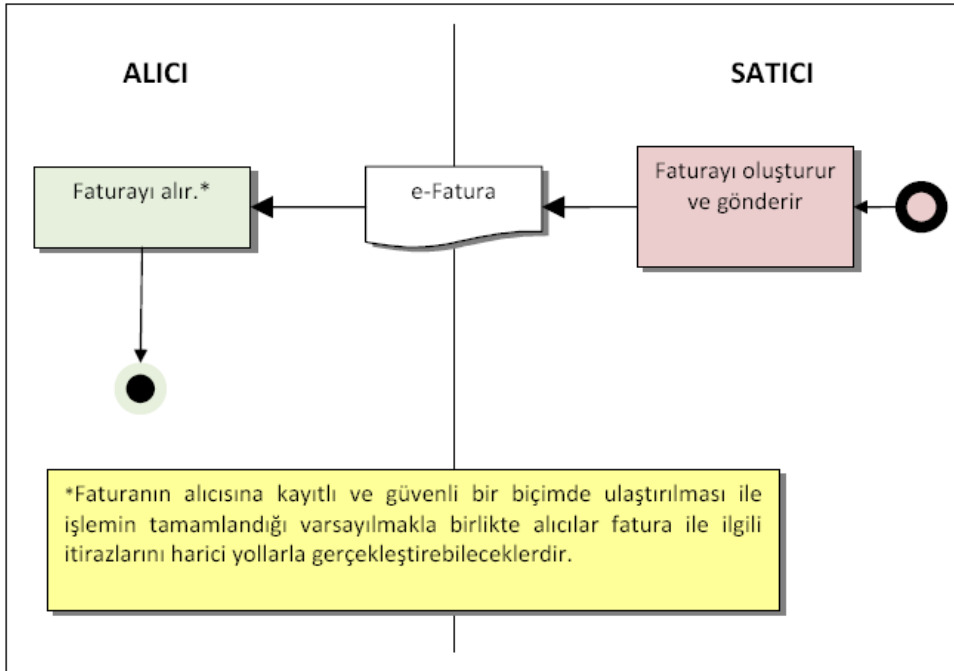 ALICI
SATICI
Faturayı alır.*
e-Fatura
Faturayı oluşturur
ve gönderir
*Faturanın alıcısına kayıtlı ve güvenli bir biçimde ulaştırılması ile
işlemin tamamlandığı varsayılmakla birlikte alıcılar fatura ile ilgili
itirazlarını harici yollarla gerçekleştirebileceklerdir.